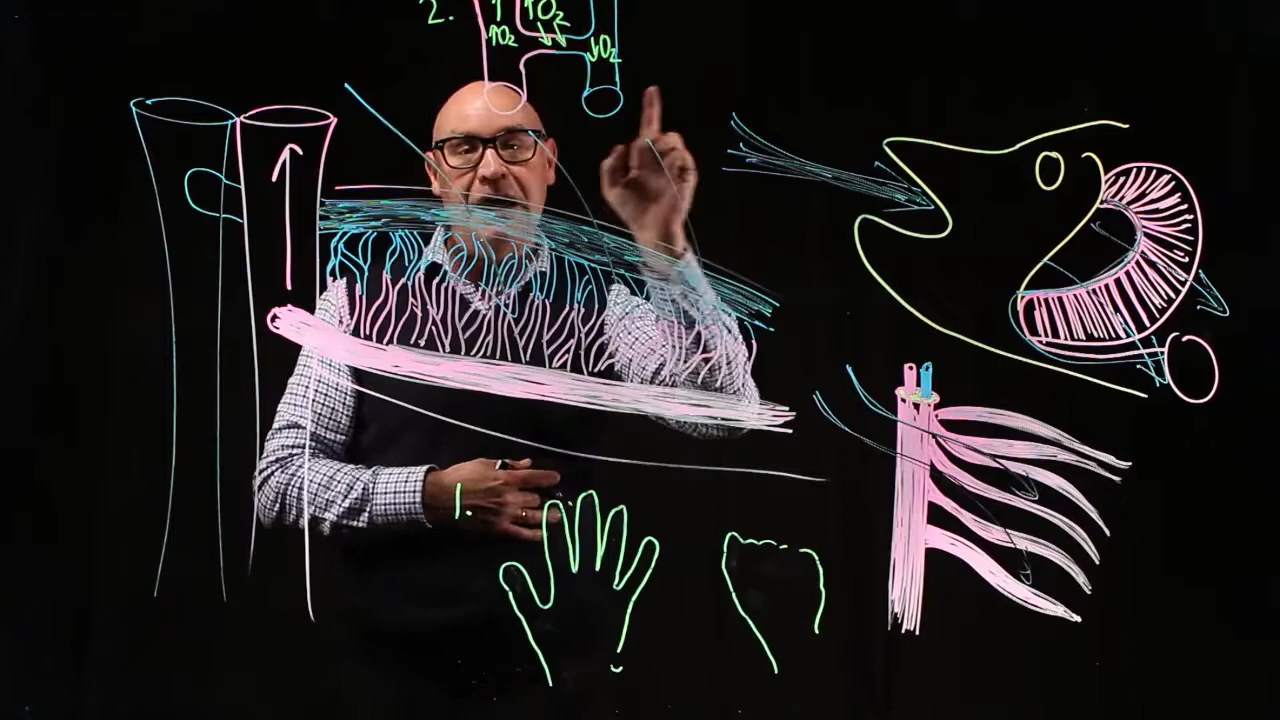 2. ↑ ↑O₂
↑O₂ ↓↓ ↓O₂
1.